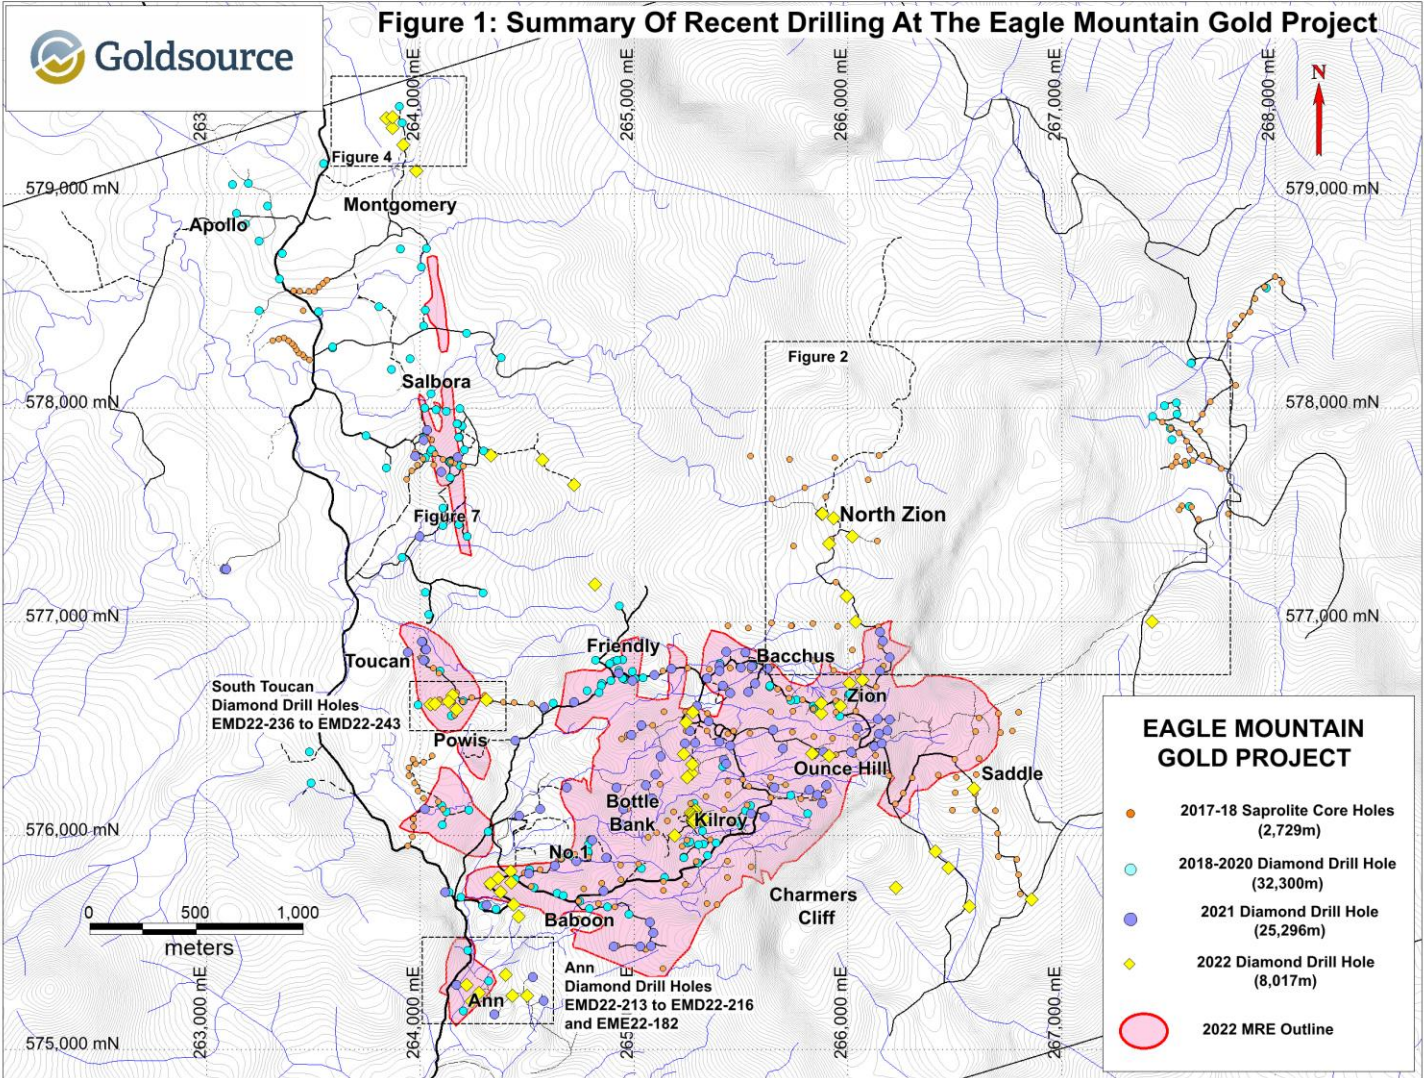 Figure 1: Summary Of Recent Drilling At The Eagle Mountain Gold Project
Goldsource
263
264,000 mE
265,000 mE
266,000 mE
267,000 mE
268,000 mE
N
Figure 4
579,000 mN
579,000 mN
Montgomery
Apollo
Figure 2
Salbora
578,000 mN
578,000 mN
Figure 7
North Zion
577,000 mN
577,000 mN
Friendly
Toucan
Bacchus
South Toucan
Diamond Drill Holes
EMD22-236 to EMD22-243
Zion
Powis
Ounce Hill
Saddle
Bottle
Bank
Kilroy
576,000 mN
No.1
Charmers
Cliff
Baboon
0 500 1,000
meters
Ann
Diamond Drill Holes
EMD22-213 to EMD22-216
and EME22-182
Ann
575,000 mN
263,000 mE
264,000 mE
265
266,000 mE
267,000 mE
EAGLE MOUNTAIN
GOLD PROJECT
2017-18 Saprolite Core Holes
(2,729m)
2018-2020 Diamond Drill Hole
(32,300m)
2021 Diamond Drill Hole
(25,296m)
2022 Diamond Drill Hole
(8,017m)
2022 MRE Outline